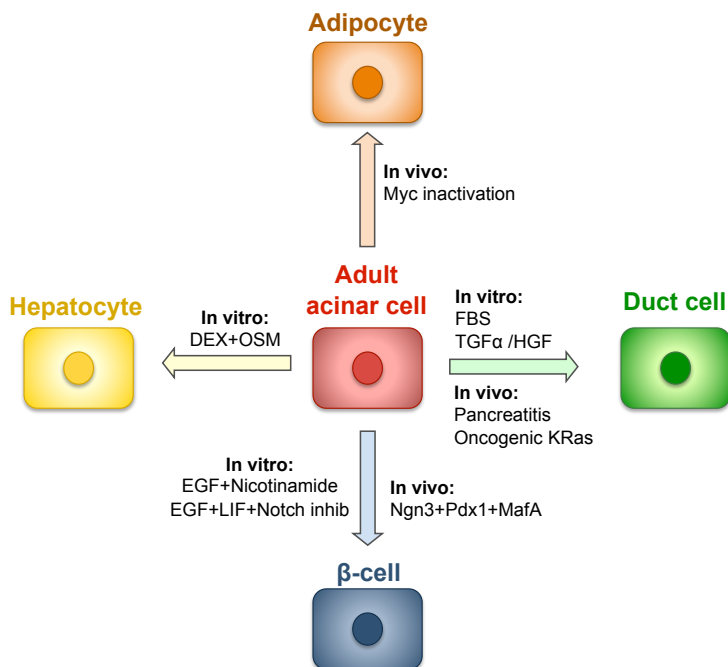 Adipocyte
In vivo:
Myc inactivation
Adult
acinar cell
Hepatocyte
In vitro:
DEX+OSM
In vitro:
FBS
TGFα /HGF
Duct cell
In vivo:
Pancreatitis
Oncogenic KRas
In vitro:
EGF+Nicotinamide
EGF+LIF+Notch inhib
In vivo:
Ngn3+Pdx1+MafA
β-cell